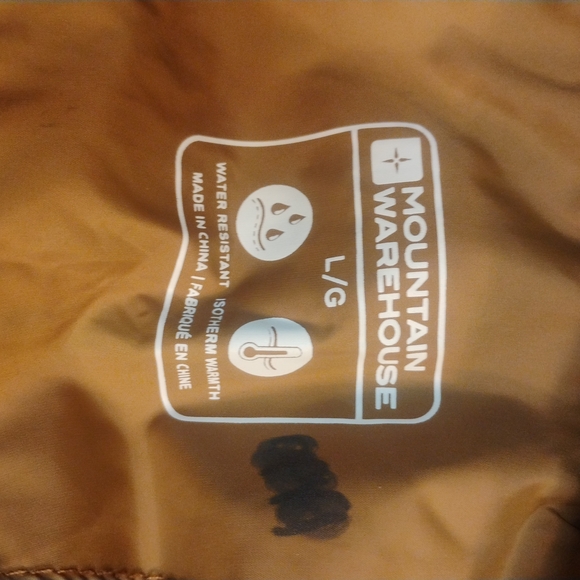 MOUNTAIN
WAREHOUSE
L/G
WATER RESISTANT
ISOTHERM WARMTH
MADE IN CHINA / FABRIQUÉ EN CHINE